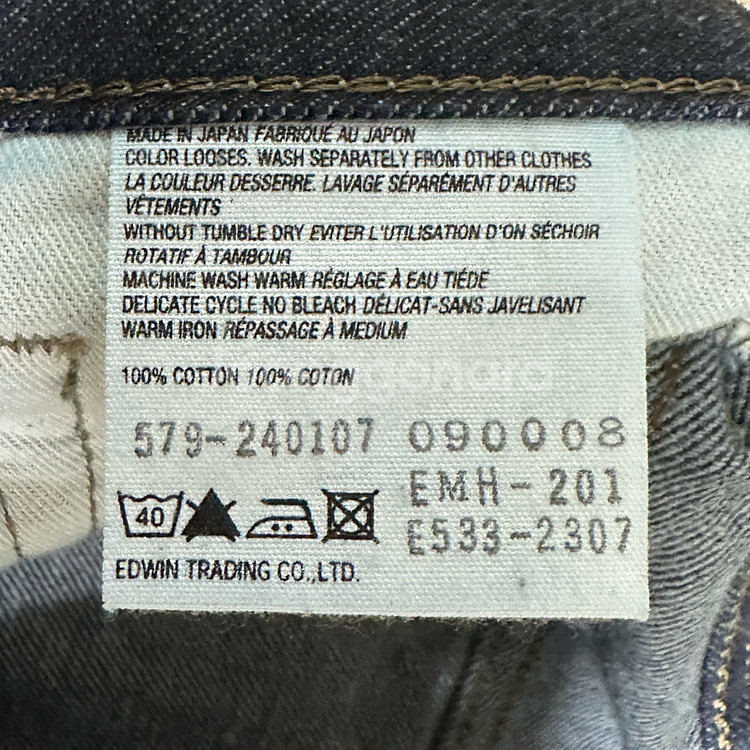 MADE IN JAPAN FABRIQUÉ AU JAPON
COLOR LOOSES. WASH SEPARATELY FROM OTHER CLOTHES
LA COULEUR DESSERRE. LAVAGE SÉPARÉMENT D'AUTRES
VÉTEMENTS
WITHOUT TUMBLE DRY EVITER L'UTILISATION D'ON SÉCHOIR
ROTATIF À TAMBOUR
MACHINE WASH WARM RÉGLAGE À EAU TIÉDE
DELICATE CYCLE NO BLEACH DÉLICAT-SANS JAVELISANT
WARM IRON RÉPASSAGE À MEDIUM
100% COTTON 100% COTON
579-240107 090008
EMH-201
40
E533-2307
EDWIN TRADING CO.,LTD.